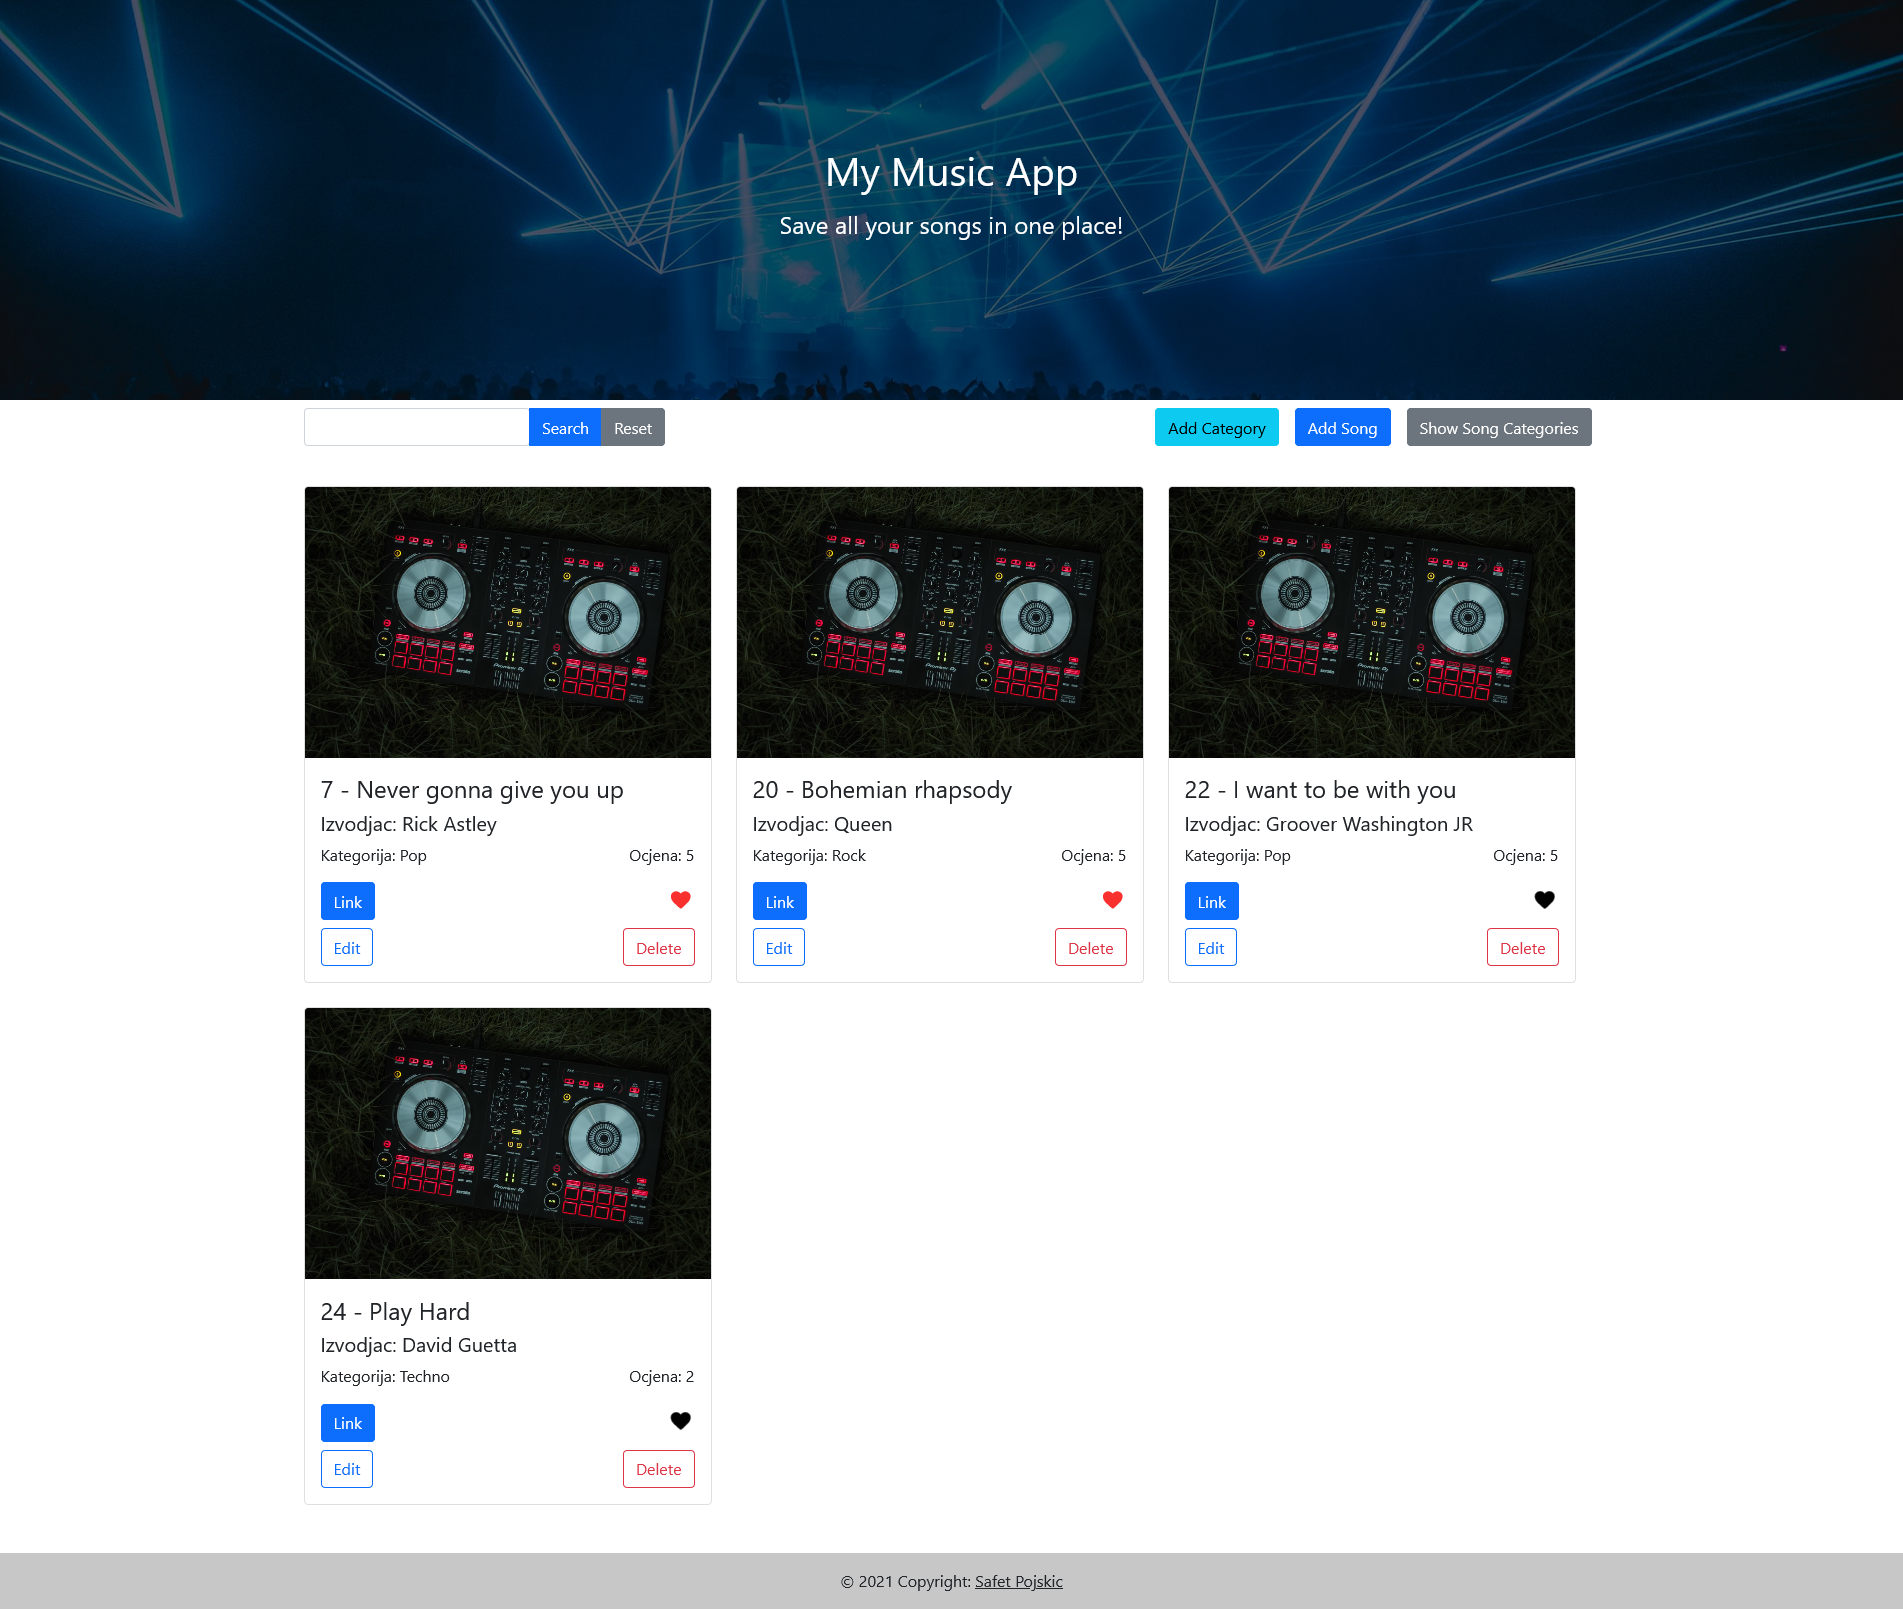 My Music App
Save all your songs in one place!
Search Reset Add Category Add Song Show Song Categories
7 - Never gonna give you up
Izvodjac: Rick Astley
Kategorija: Pop Ocjena: 5
Link
Edit Delete
20 - Bohemian rhapsody
Izvodjac: Queen
Kategorija: Rock Ocjena: 5
Link
Edit Delete
22 - I want to be with you
Izvodjac: Groover Washington JR
Kategorija: Pop Ocjena: 5
Link
Edit Delete
24 - Play Hard
Izvodjac: David Guetta
Kategorija: Techno Ocjena: 2
Link
Edit Delete
© 2021 Copyright: Safet Pojskic